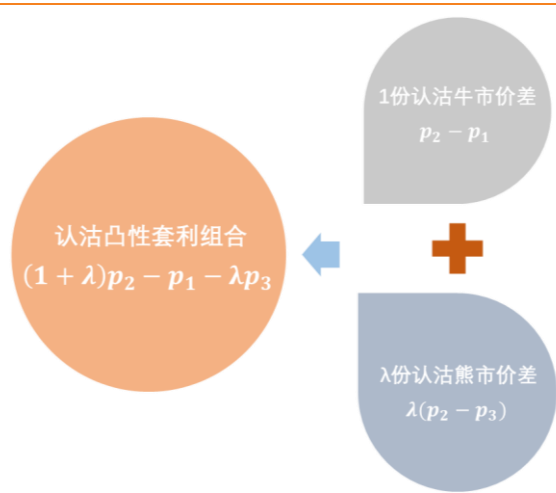 1份认沽牛市价差
p₂ − p₁
认沽凸性套利组合
(1 + λ)p₂ − p₁ − λp₃
λ份认沽熊市价差
λ(p₂ − p₃)